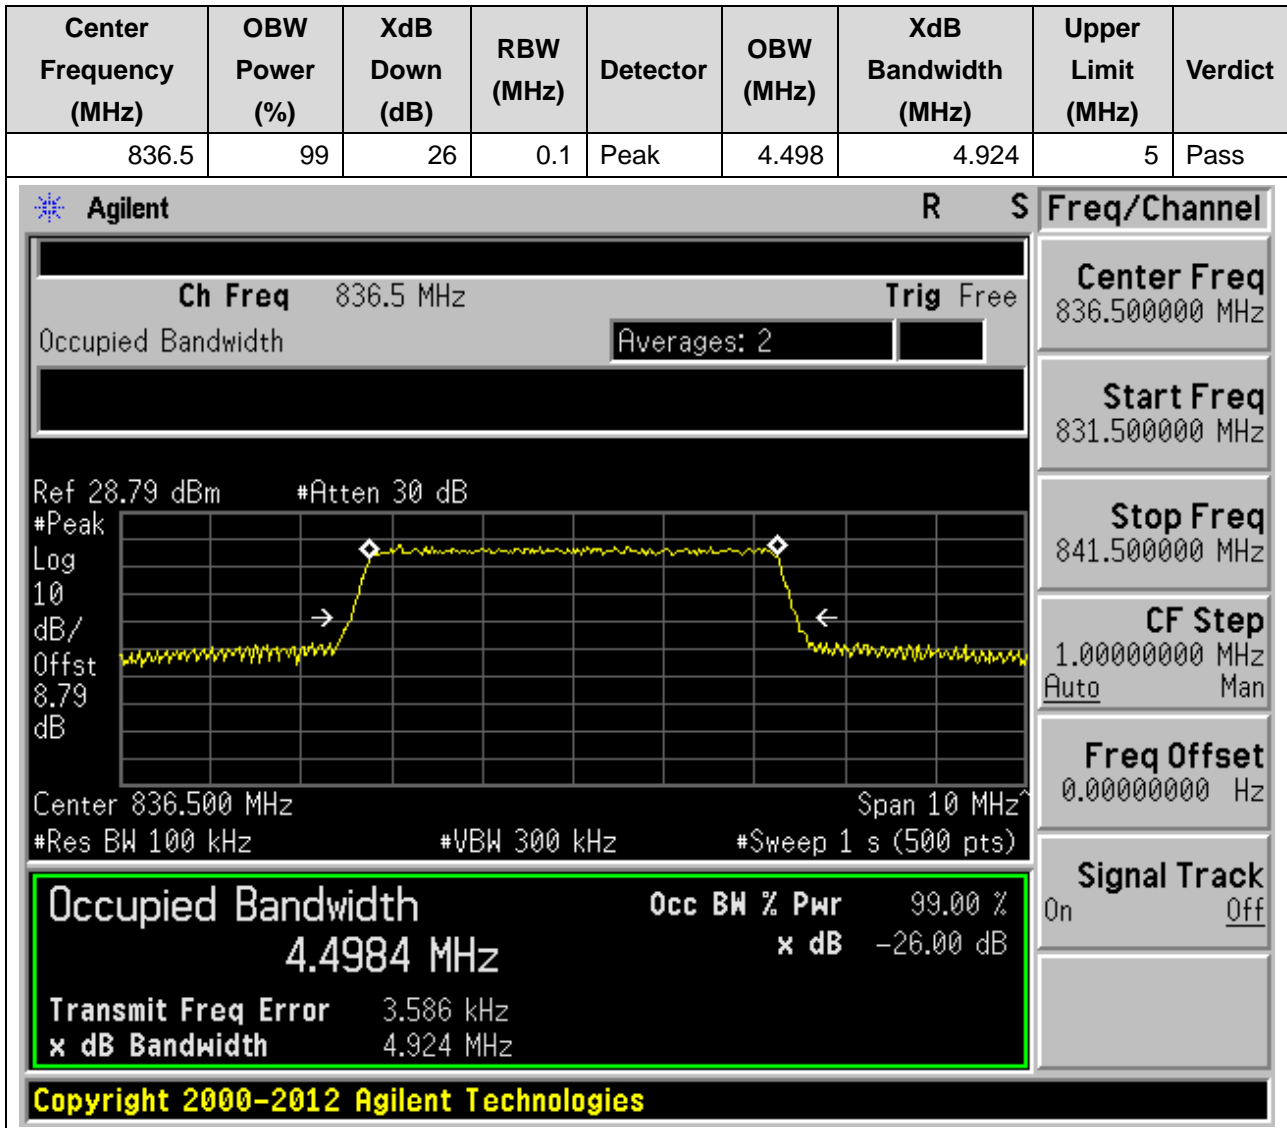 Center Frequency (MHz) OBW Power (%) XdB Down (dB) RBW (MHz) Detector OBW (MHz) XdB Bandwidth (MHz) Upper Limit (MHz) Verdict
836.5 99 26 0.1 Peak 4.498 4.924 5 Pass
Agilent R S Freq/Channel
Ch Freq 836.5 MHz Trig Free
Occupied Bandwidth Averages: 2
Center Freq
836.500000 MHz
Start Freq
831.500000 MHz
Stop Freq
841.500000 MHz
CF Step
1.00000000 MHz
Auto Man
Freq Offset
0.00000000 Hz
Signal Track
On Off
Ref 28.79 dBm #Atten 30 dB
#Peak
Log
10
dB/
Offst
8.79
dB
Center 836.500 MHz Span 10 MHz^
#Res BW 100 kHz #VBW 300 kHz #Sweep 1 s (500 pts)
Occupied Bandwidth Occ BW % Pwr 99.00 %
4.4984 MHz x dB -26.00 dB
Transmit Freq Error 3.586 kHz
x dB Bandwidth 4.924 MHz
Copyright 2000-2012 Agilent Technologies